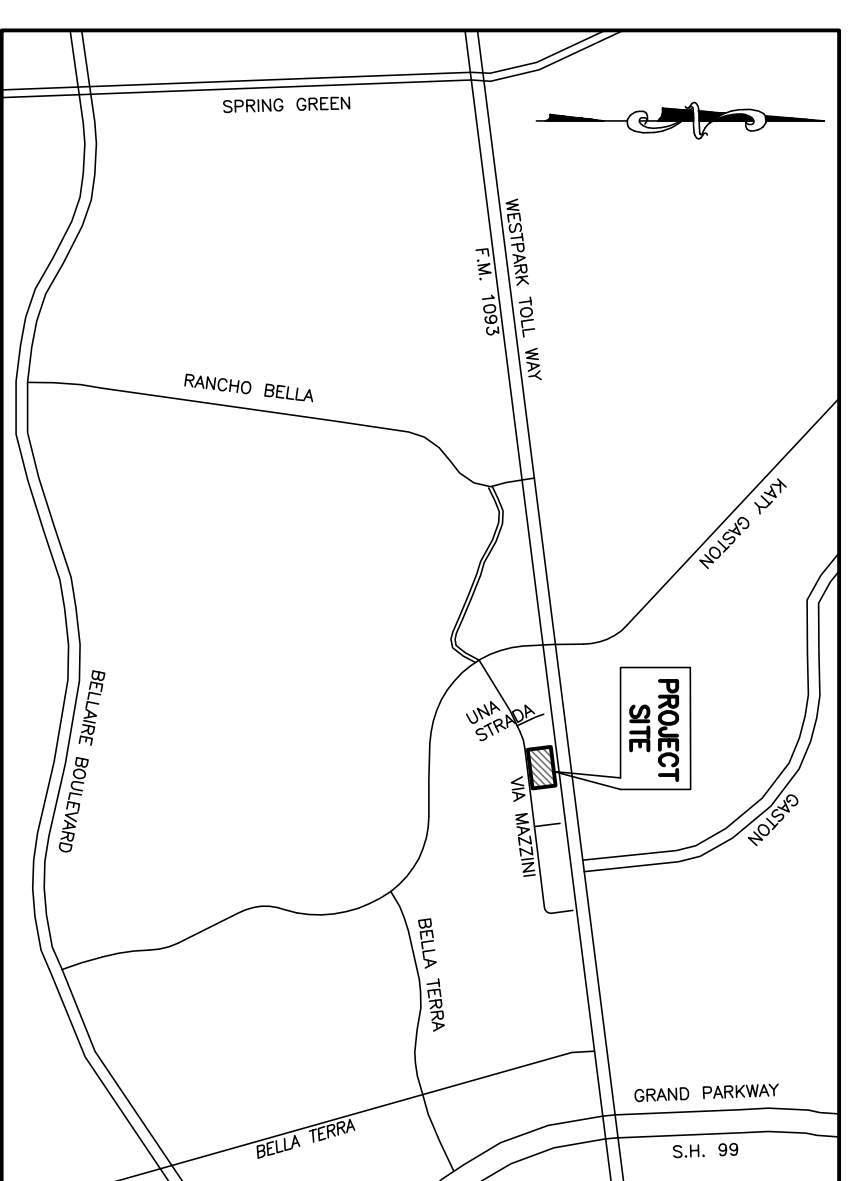 SPRING GREEN
WESTPARK TOLL WAY
F.M. 1093
RANCHO BELLA
KATY GASTON
PROJECT
SITE
UNA
STRADA
VIA MAZZINI
GASTON
BELLAIRE BOULEVARD
BELLA TERRA
GRAND PARKWAY
S.H. 99
BELLA TERRA